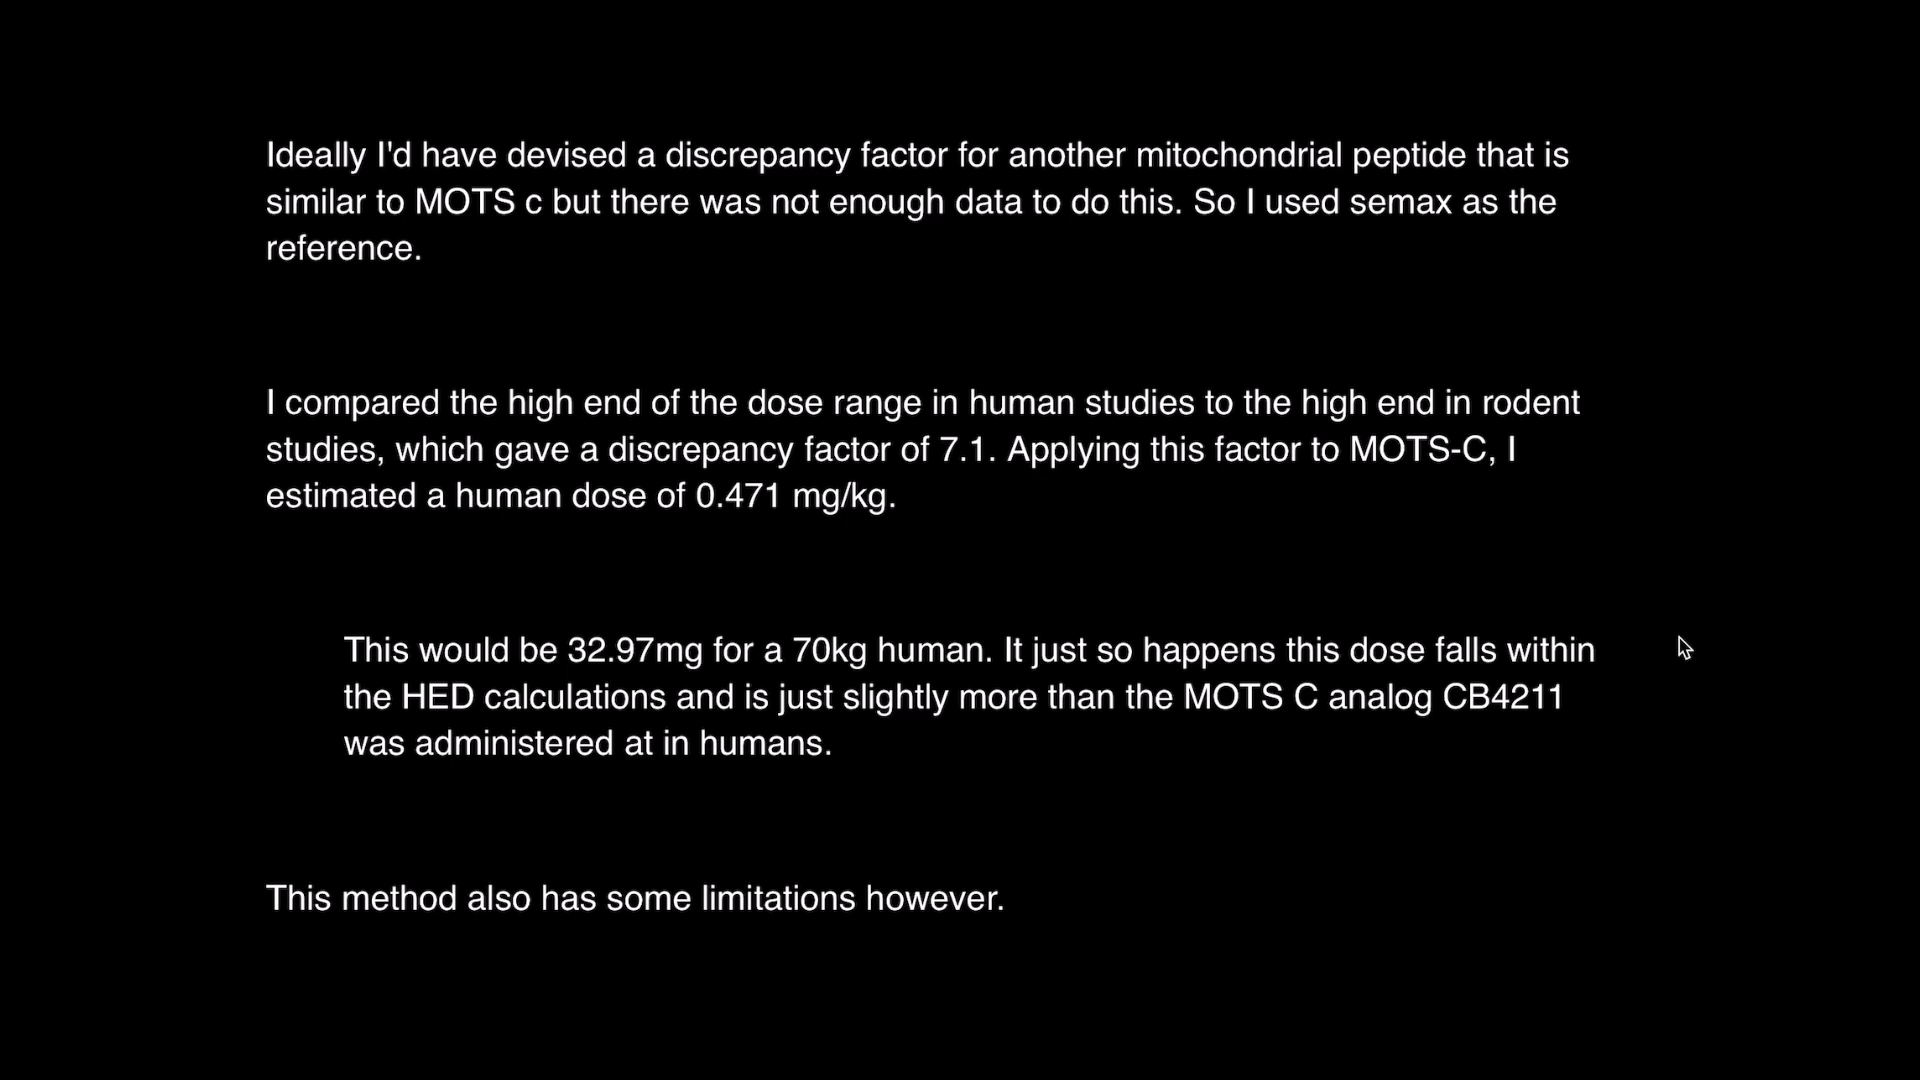 Ideally I'd have devised a discrepancy factor for another mitochondrial peptide that is
similar to MOTS c but there was not enough data to do this. So I used semax as the
reference.
I compared the high end of the dose range in human studies to the high end in rodent
studies, which gave a discrepancy factor of 7.1. Applying this factor to MOTS-C, I
estimated a human dose of 0.471 mg/kg.
This would be 32.97mg for a 70kg human. It just so happens this dose falls within
the HED calculations and is just slightly more than the MOTS C analog CB4211
was administered at in humans.
This method also has some limitations however.